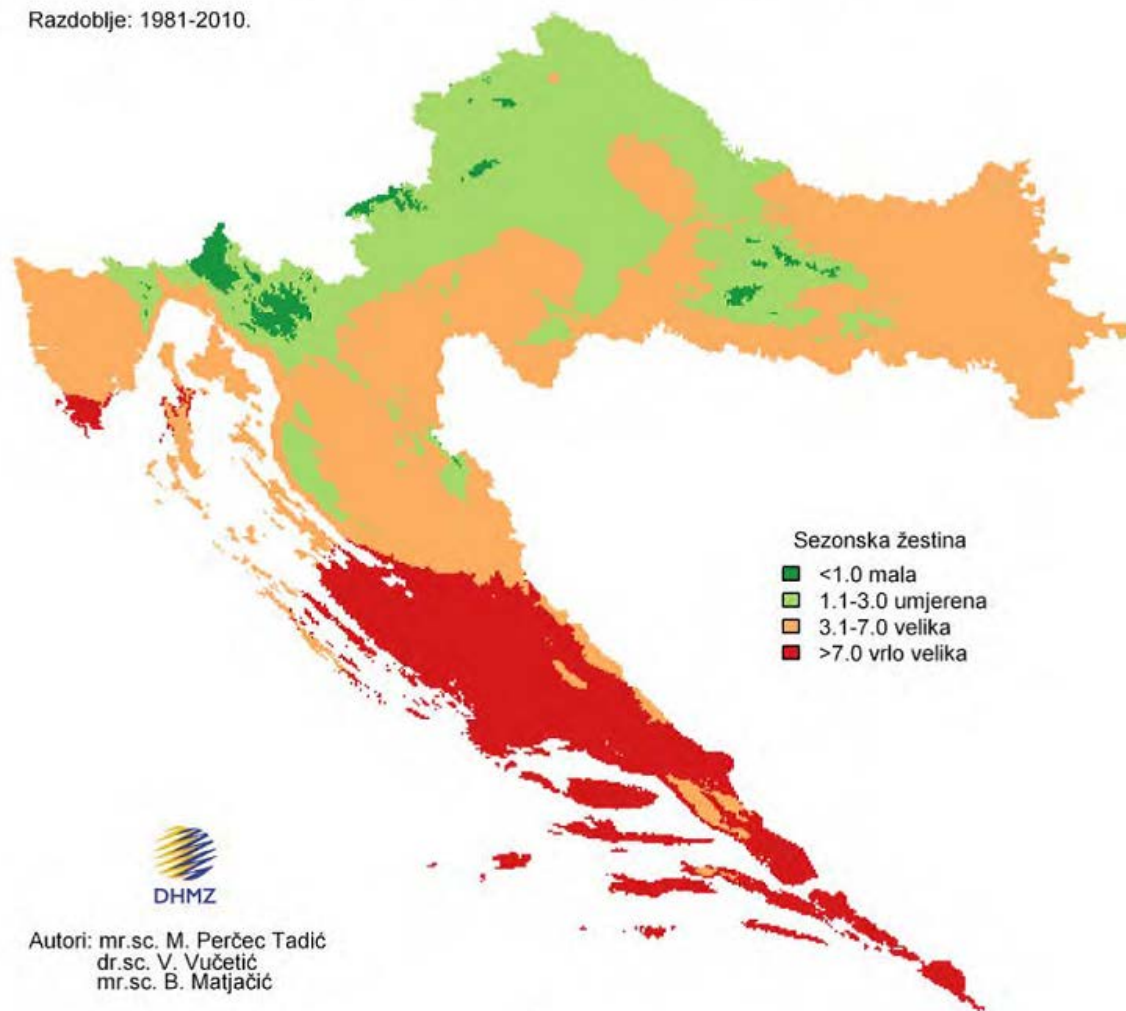 Razdoblje: 1981-2010.
Sezonska žestina
<1.0 mala
1.1-3.0 umjerena
3.1-7.0 velika
>7.0 vrlo velika
DHMZ
Autori: mr.sc. M. Perčec Tadić
dr.sc. V. Vučetić
mr.sc. B. Matjačić